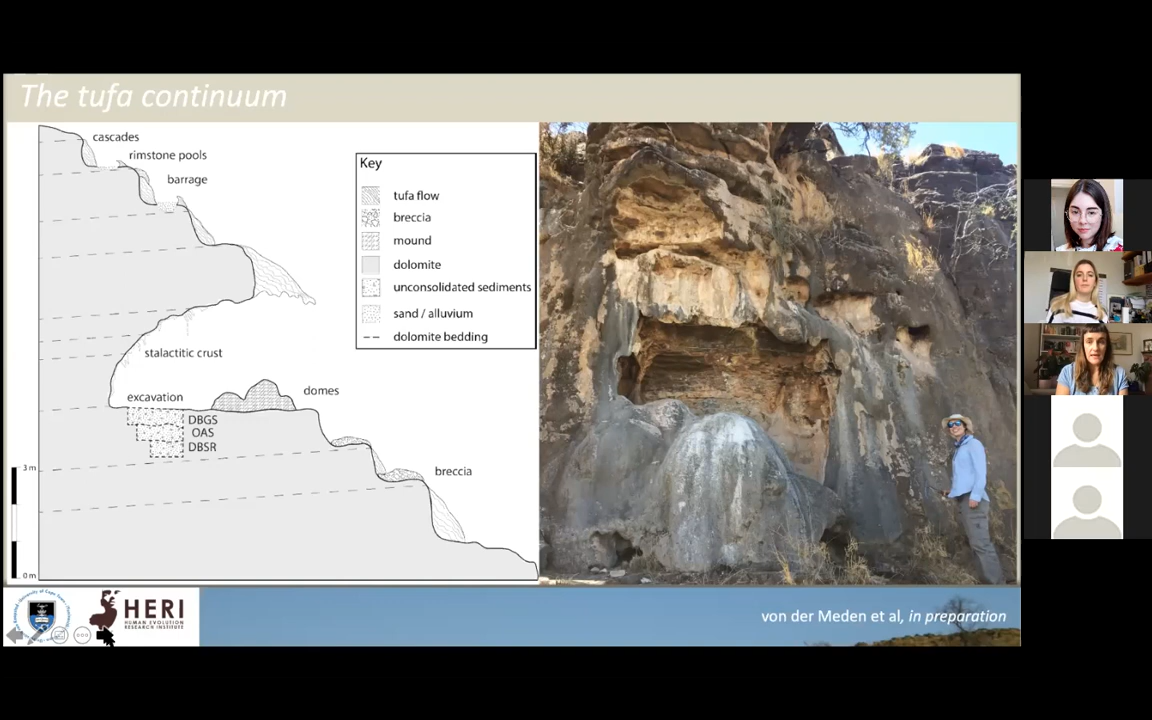 The tufa continuum
cascades
rimstone pools
barrage
stalactitic crust
excavation
domes
DBGS
OAS
DBSR
breccia
3 m
0 m
Key
tufa flow
breccia
mound
dolomite
unconsolidated sediments
sand / alluvium
dolomite bedding
HERI
HUMAN EVOLUTION
RESEARCH INSTITUTE
von der Meden et al, in preparation